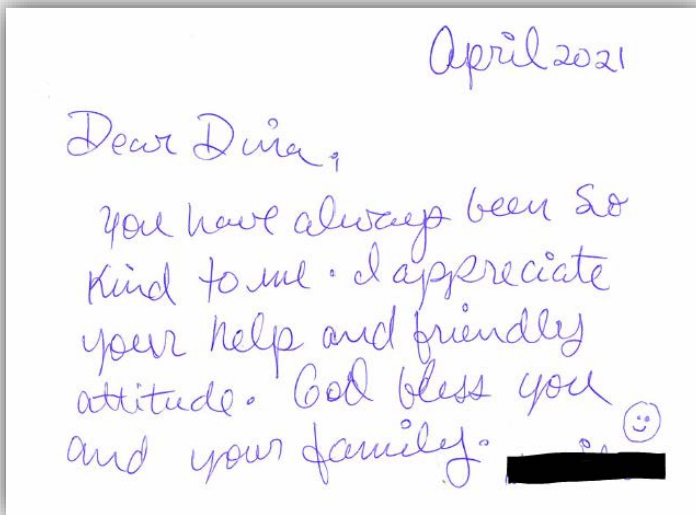 April 2021
Dear Dina,
you have always been so
kind to me. I appreciate
your help and friendly
attitude. God bless you
and your family.